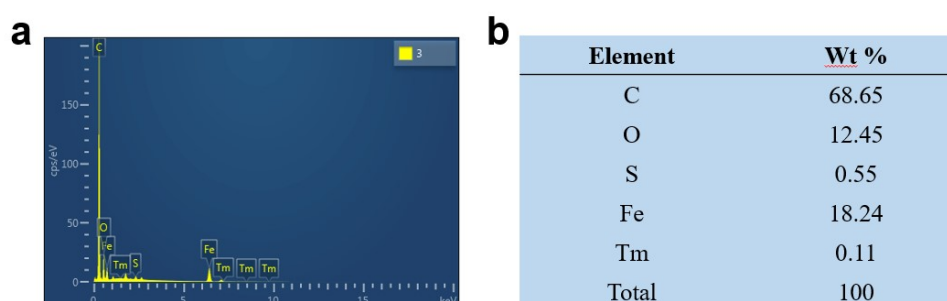 a
C
3
150
100
50
0
cps/eV
O
Fe
Tm
S
Fe
Tm
Tm
Tm
0
5
10
15
keV
b
Element Wt %
C 68.65
O 12.45
S 0.55
Fe 18.24
Tm 0.11
Total 100